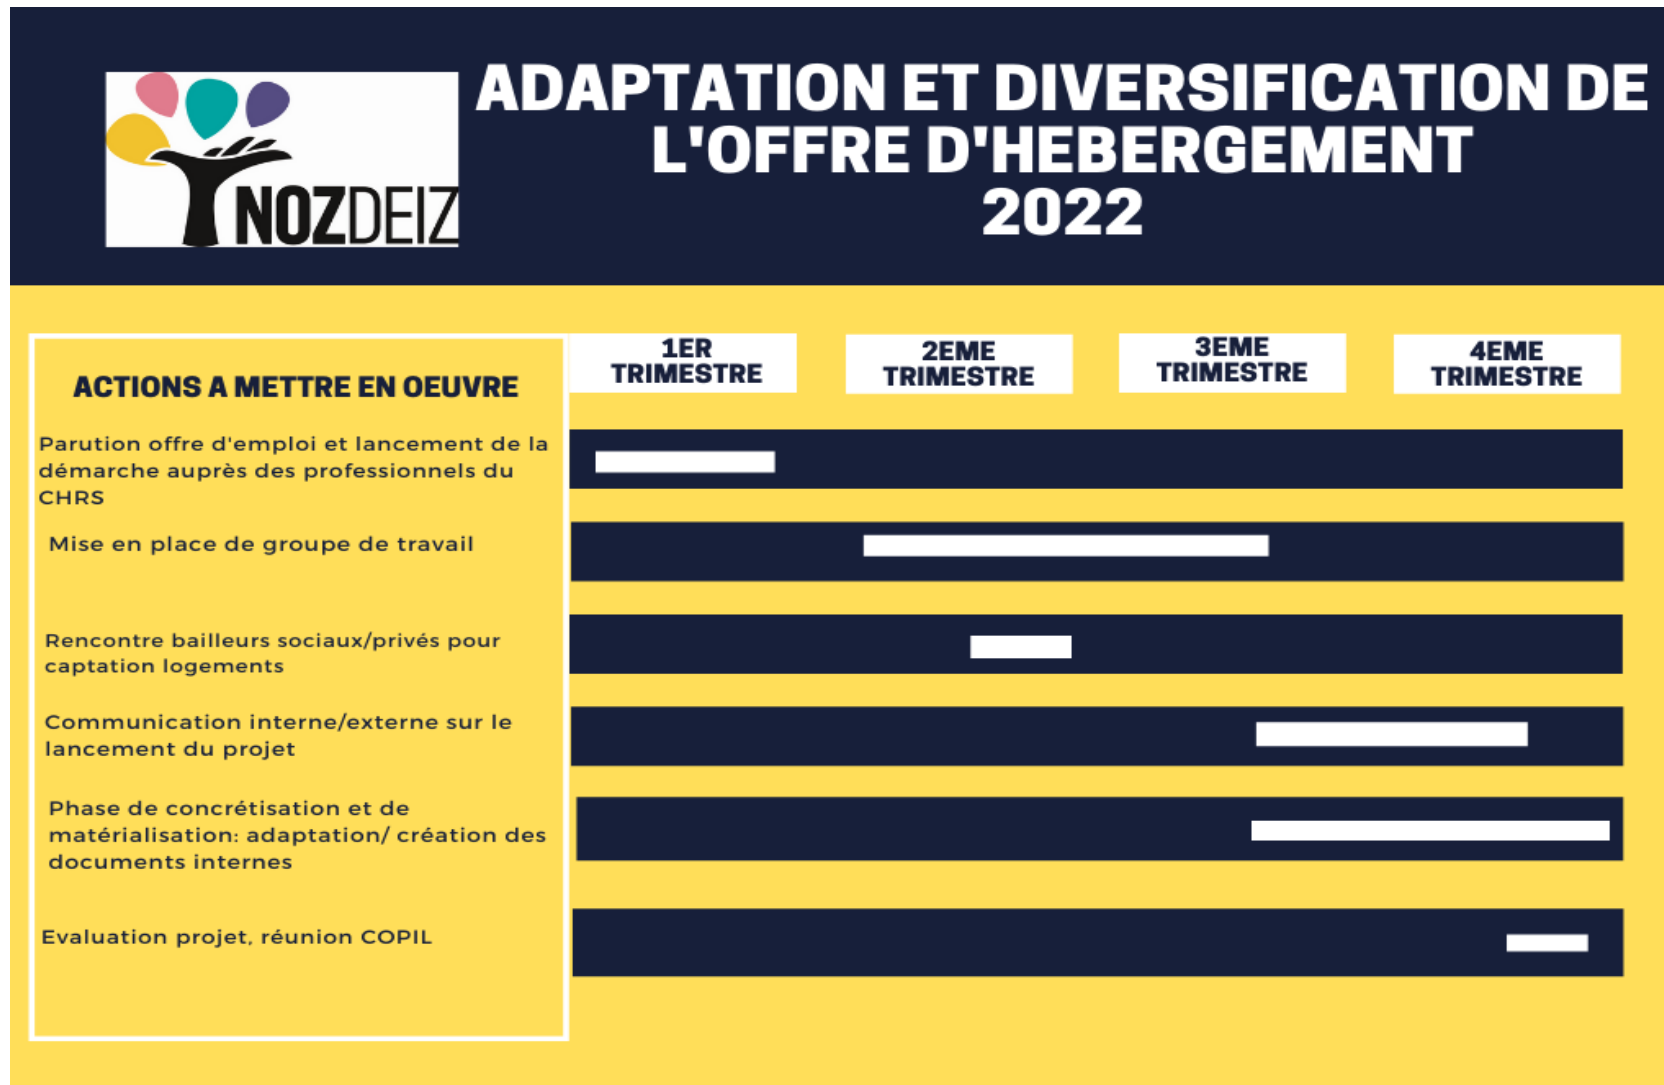 NOZDEIZ
ADAPTATION ET DIVERSIFICATION DE
L'OFFRE D'HEBERGEMENT
2022
ACTIONS A METTRE EN OEUVRE
1ER
TRIMESTRE
2EME
TRIMESTRE
3EME
TRIMESTRE
4EME
TRIMESTRE
Parution offre d'emploi et lancement de la
démarche auprès des professionnels du
CHRS
Mise en place de groupe de travail
Rencontre bailleurs sociaux/privés pour
captation logements
Communication interne/externe sur le
lancement du projet
Phase de concrétisation et de
matérialisation: adaptation/ création des
documents internes
Evaluation projet, réunion COPIL